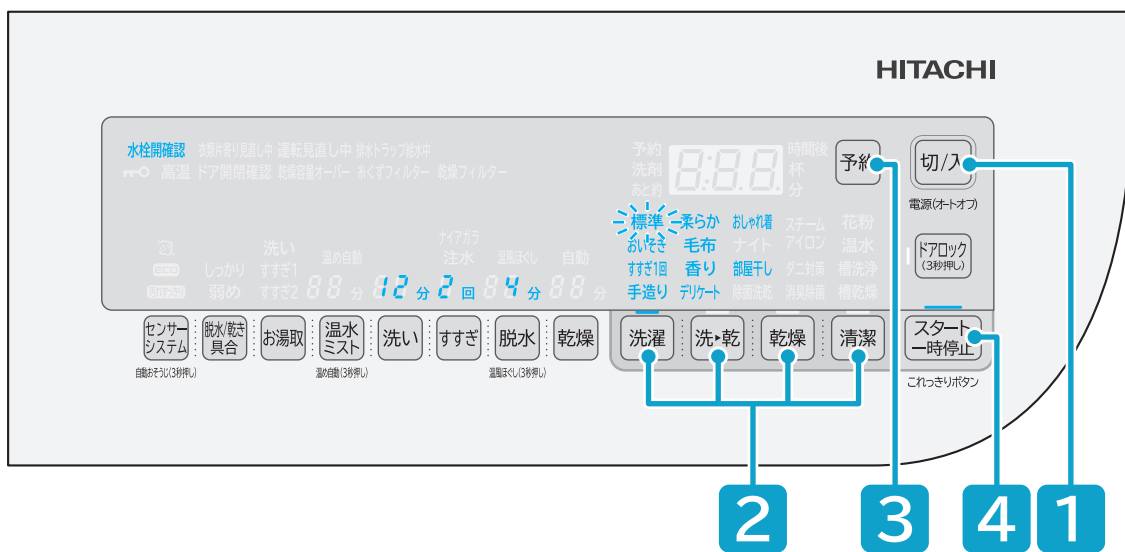 HITACHI
水栓開確認 衣類片寄り見直し中 運転見直し中 排水トラップ給水中
高温 ドア開閉確認 乾燥容量オーバー 糸くずフィルター 乾燥フィルター
予約 8:8.8. 時間後
洗剤 杯
あと約 分
予約
切/入
電源(オートオフ)
標準 柔らか おしゃれ着 スチーム 花粉
おいそぎ 毛布 ナイト アイロン 温水
すすぎ1回 香り 部屋干し ダニ対策 槽洗浄
手造り デリケート 除菌洗乾 消臭除菌 槽乾燥
ドアロック
(3秒押し)
ナイアガラ
洗い 温め自動 注水 温風ほぐし 自動
eco しっかり すすぎ1
弱め すすぎ2 88分 12分 2回 84分 88分
センサー
システム
脱水/乾き
具合
お湯取
温水
ミスト
洗い
すすぎ
脱水
乾燥
洗濯
洗▸乾
乾燥
清潔
スタート
一時停止
自動おそうじ(3秒押し)
温め自動(3秒押し)
温風ほぐし(3秒押し)
これっきりボタン
2
3
4
1